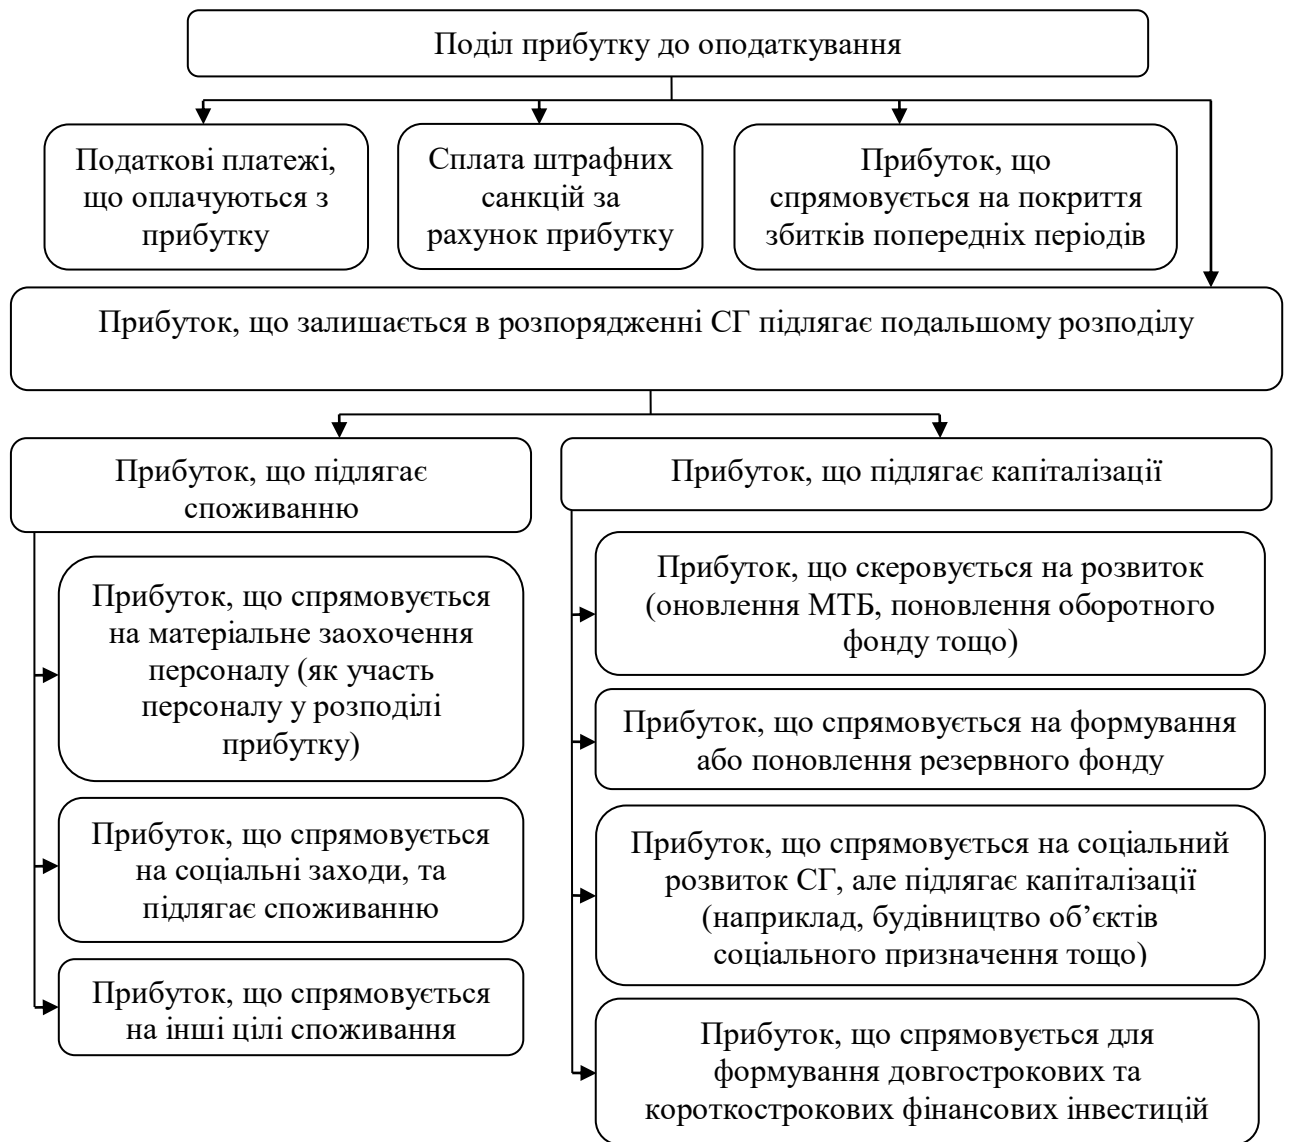 Поділ прибутку до оподаткування
Податкові платежі,
що оплачуються з
прибутку
Сплата штрафних
санкцій за
рахунок прибутку
Прибуток, що
спрямовується на покриття
збитків попередніх періодів
Прибуток, що залишається в розпорядженні СГ підлягає подальшому розподілу
Прибуток, що підлягає
споживанню
Прибуток, що спрямовується
на матеріальне заохочення
персоналу (як участь
персоналу у розподілі
прибутку)
Прибуток, що спрямовується
на соціальні заходи, та
підлягає споживанню
Прибуток, що спрямовується
на інші цілі споживання
Прибуток, що підлягає капіталізації
Прибуток, що скеровується на розвиток
(оновлення МТБ, поновлення оборотного
фонду тощо)
Прибуток, що спрямовується на формування
або поновлення резервного фонду
Прибуток, що спрямовується на соціальний
розвиток СГ, але підлягає капіталізації
(наприклад, будівництво об’єктів
соціального призначення тощо)
Прибуток, що спрямовується для
формування довгострокових та
короткострокових фінансових інвестицій